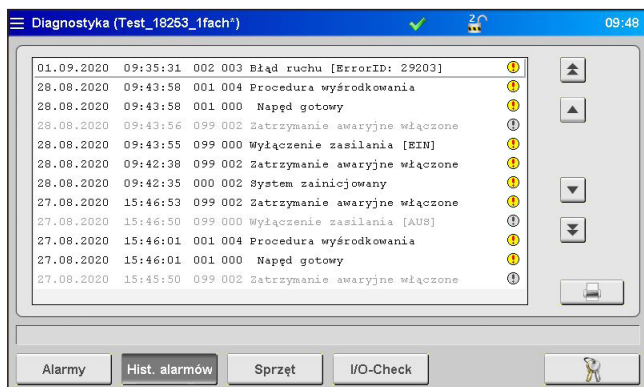 Diagnostyka (Test_18253_1fach*) 2 09:48
01.09.2020 09:35:31 002 003 Błąd ruchu [ErrorID: 29203]
28.08.2020 09:43:58 001 004 Procedura wyśrodkowania
28.08.2020 09:43:58 001 000 Napęd gotowy
28.08.2020 09:43:56 099 002 Zatrzymanie awaryjne włączone
28.08.2020 09:43:55 099 000 Wyłączenie zasilania [EIN]
28.08.2020 09:42:38 099 002 Zatrzymanie awaryjne włączone
28.08.2020 09:42:35 000 002 System zainicjowany
27.08.2020 15:46:53 099 002 Zatrzymanie awaryjne włączone
27.08.2020 15:46:50 099 000 Wyłączenie zasilania [AUS]
27.08.2020 15:46:01 001 004 Procedura wyśrodkowania
27.08.2020 15:46:01 001 000 Napęd gotowy
27.08.2020 15:45:50 099 002 Zatrzymanie awaryjne włączone
Alarmy Hist. alarmów Sprzęt I/O-Check